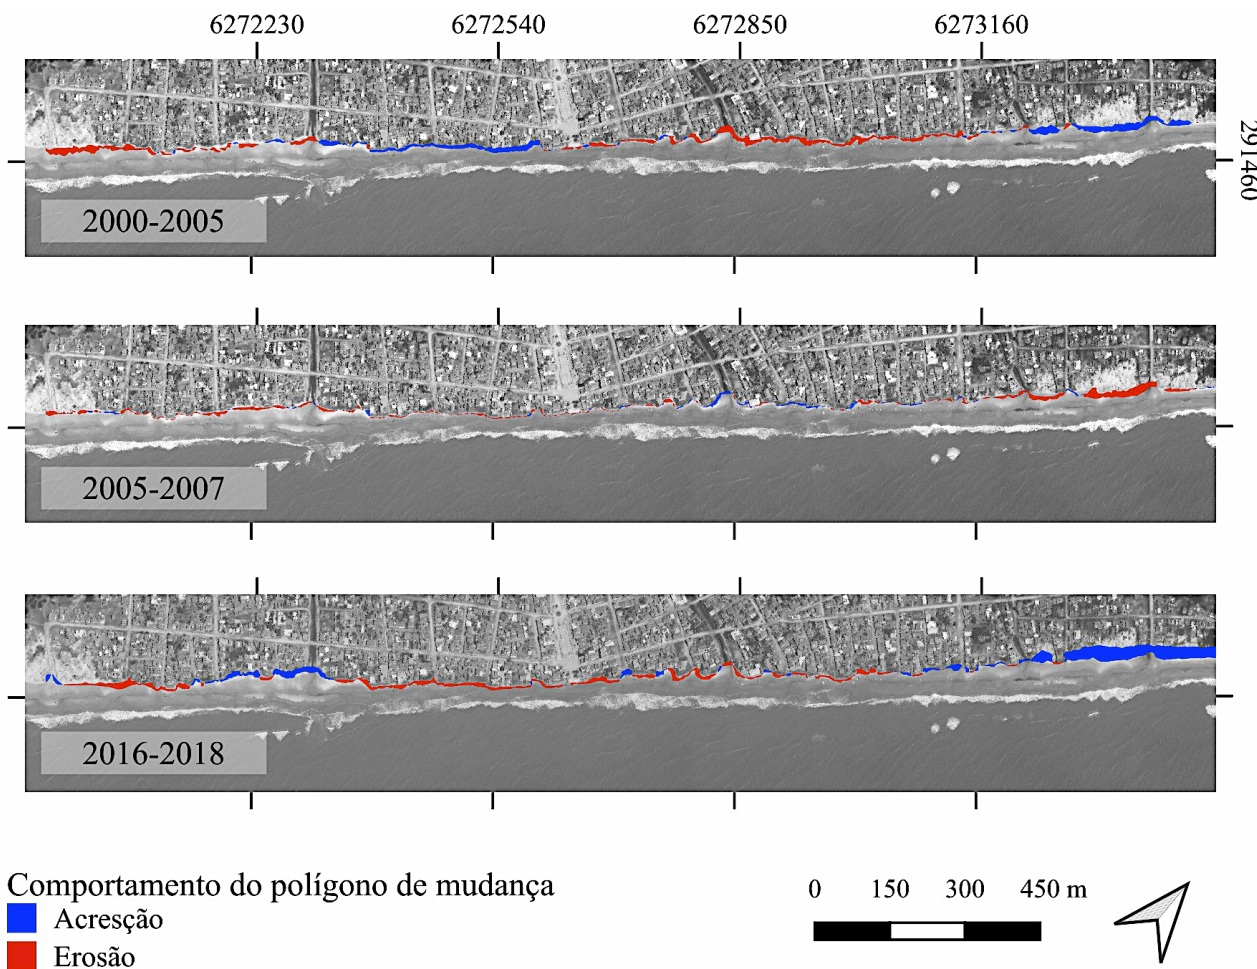 6272230 6272540 6272850 6273160
291460
2000-2005
2005-2007
2016-2018
Comportamento do polígono de mudança
Acresção
Erosão
0 150 300 450 m